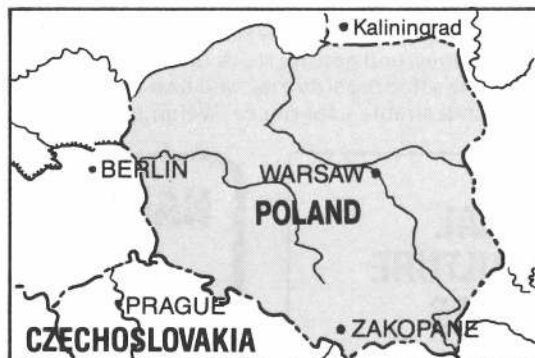 Kaliningrad
BERLIN
WARSAW
POLAND
PRAGUE
ZAKOPANE
CZECHOSLOVAKIA